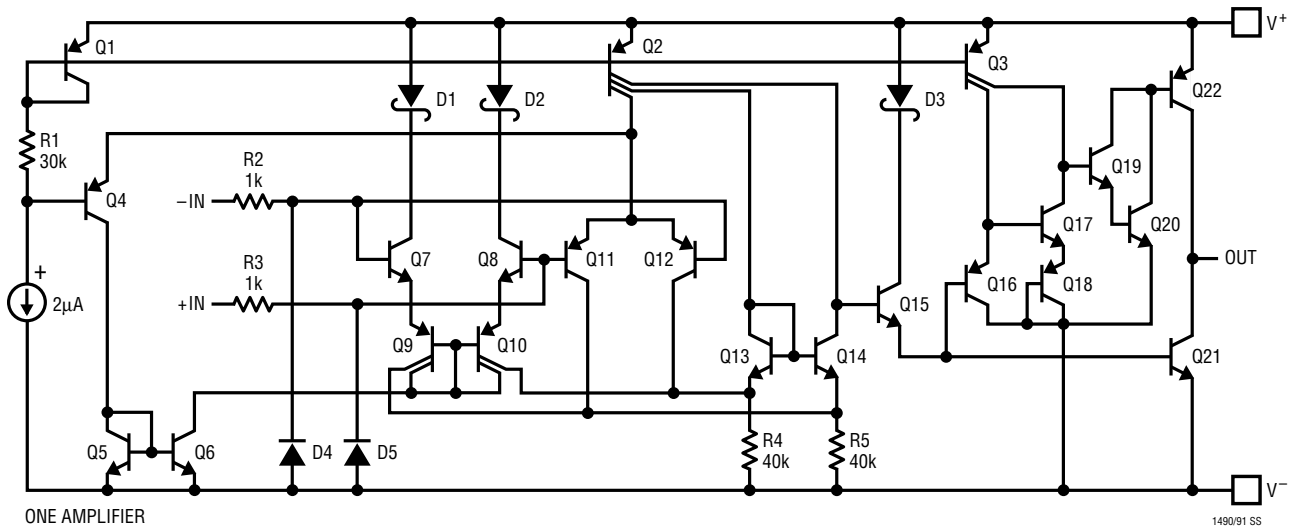 V+
Q1
Q2
Q3
D1
D2
D3
Q22
R1
30k
Q4
R2
1k
–IN
Q19
Q17
Q20
Q7
Q8
Q11
Q12
OUT
R3
1k
+
2µA
+IN
Q15
Q16
Q18
Q9
Q10
Q13
Q14
Q21
Q5
Q6
D4
D5
R4
40k
R5
40k
V–
ONE AMPLIFIER
1490/91 SS